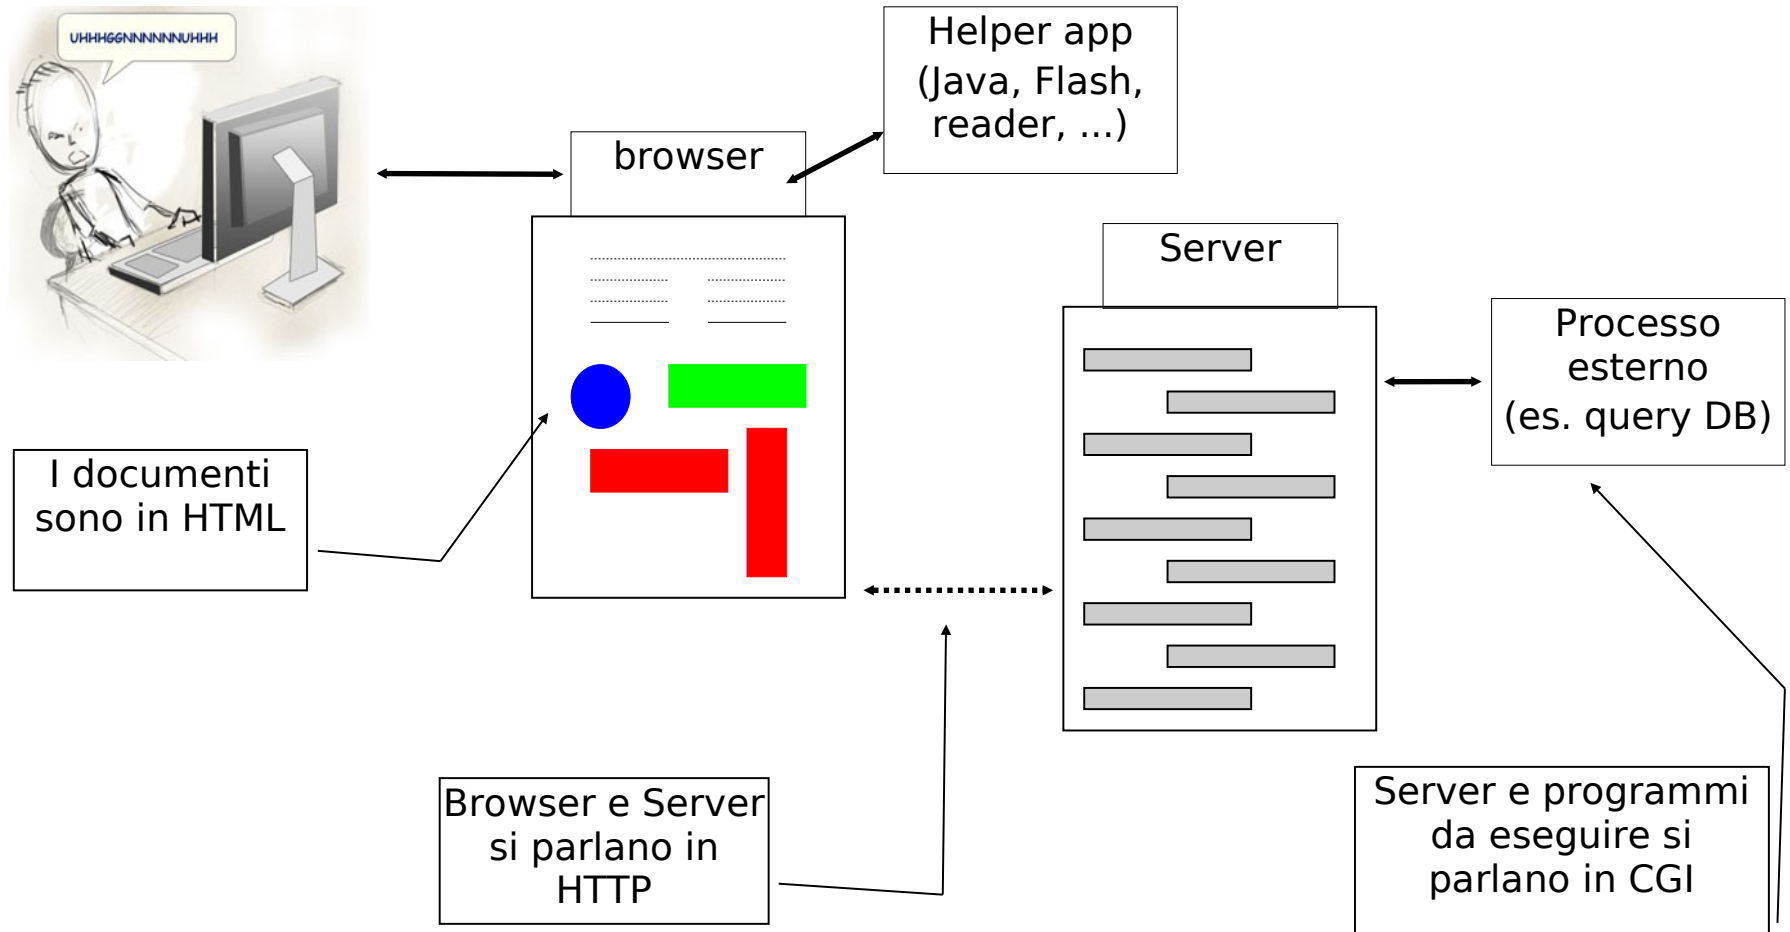 UHHHGGNNNNNNUHHH
Helper app
(Java, Flash,
reader, ...)
browser
Server
Processo
esterno
(es. query DB)
I documenti
sono in HTML
Browser e Server
si parlano in
HTTP
Server e programmi
da eseguire si
parlano in CGI